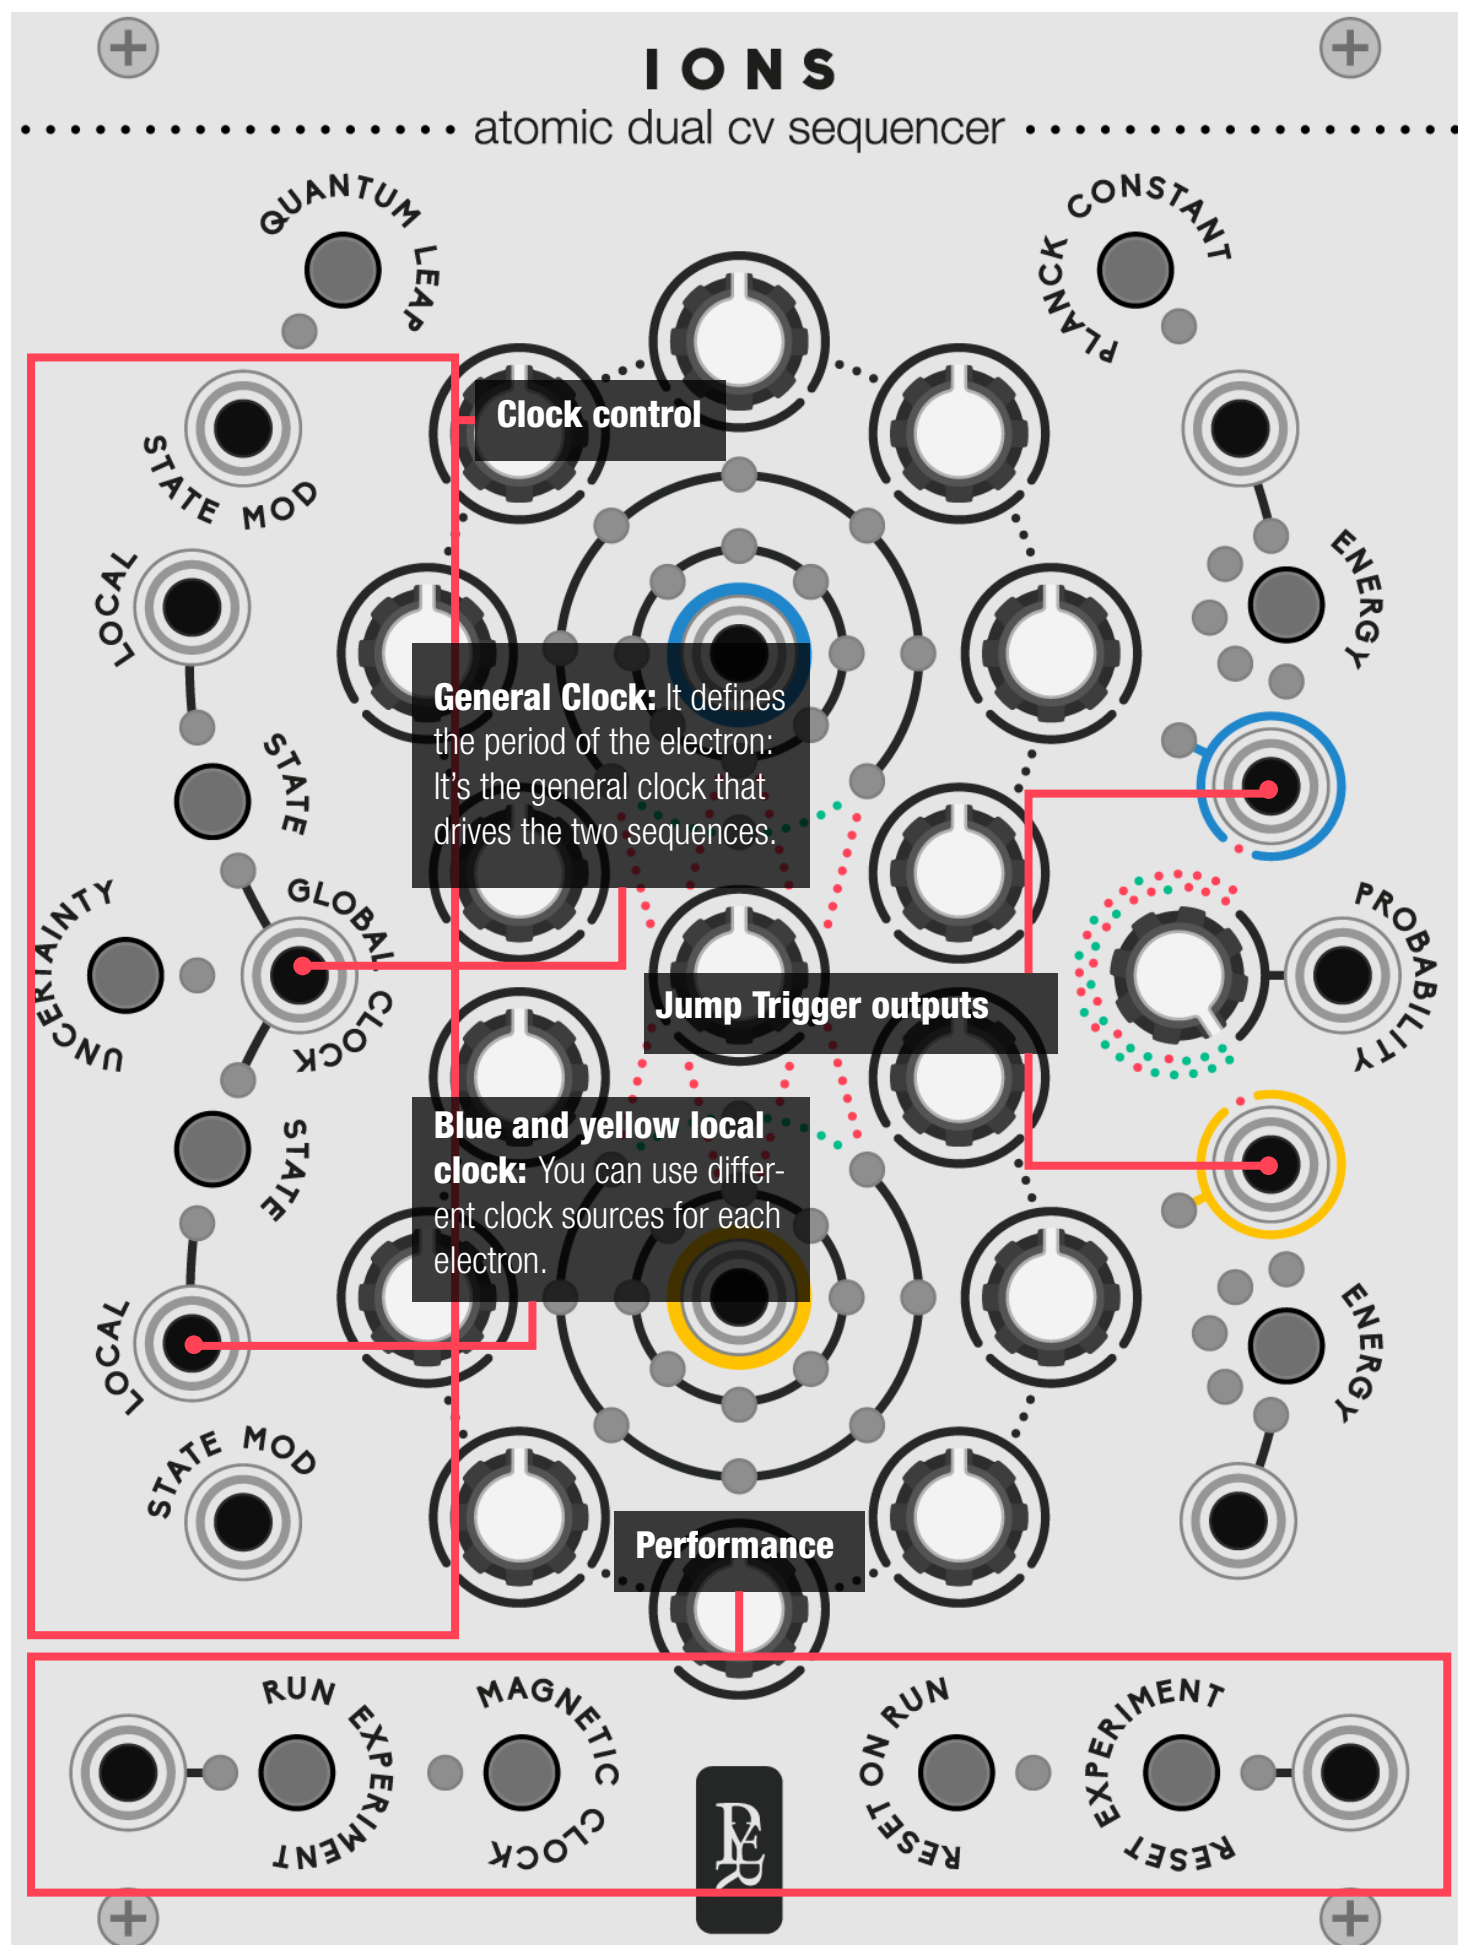 IONS
atomic dual cv sequencer
QUANTUM LEAP
PLANCK CONSTANT
Clock control
STATE MOD
LOCAL
ENERGY
General Clock: It defines
the period of the electron:
It's the general clock that
drives the two sequences.
STATE
GLOBAL CLOCK
UNCERTAINTY
PROBABILITY
Jump Trigger outputs
Blue and yellow local
clock: You can use differ-
ent clock sources for each
electron.
STATE
LOCAL
ENERGY
STATE MOD
Performance
RUN EXPERIMENT
MAGNETIC CLOCK
RESET ON RUN
RESET EXPERIMENT